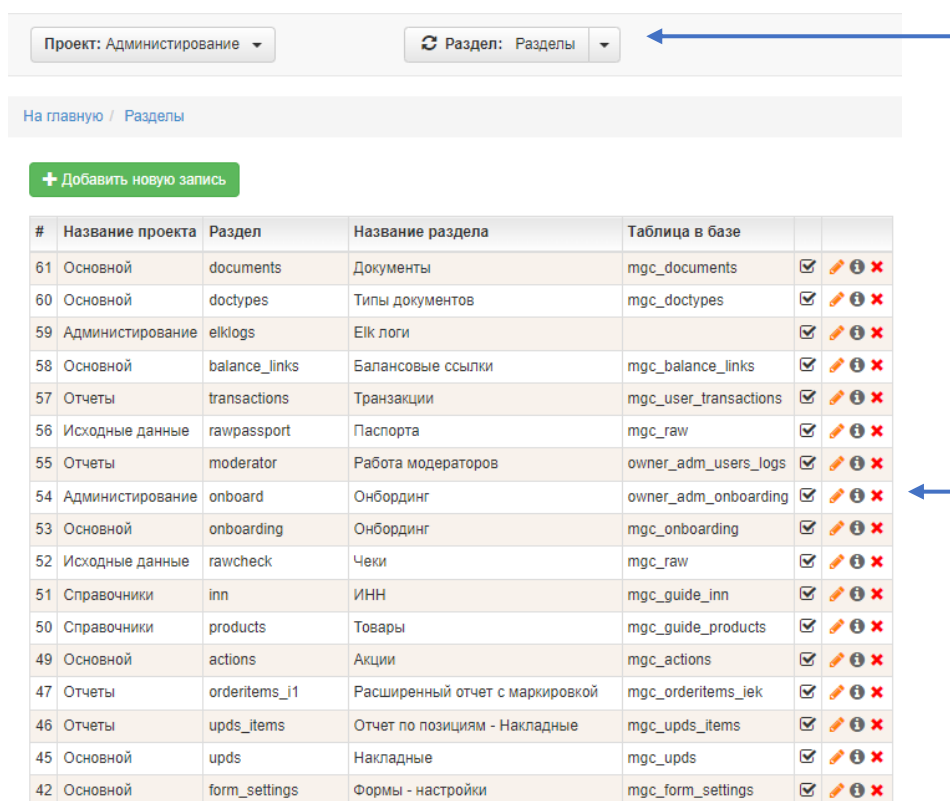 Проект: Администрирование Раздел: Разделы
На главную / Разделы
Добавить новую запись
# Название проекта Раздел Название раздела Таблица в базе
61 Основной documents Документы mgc_documents
60 Основной doctypes Типы документов mgc_doctypes
59 Администрирование elklogs Elk логи
58 Основной balance_links Балансовые ссылки mgc_balance_links
57 Отчеты transactions Транзакции mgc_user_transactions
56 Исходные данные rawpassport Паспорта mgc_raw
55 Отчеты moderator Работа модераторов owner_adm_users_logs
54 Администрирование onboard Онбординг owner_adm_onboarding
53 Основной onboarding Онбординг mgc_onboarding
52 Исходные данные rawcheck Чеки mgc_raw
51 Справочники inn ИНН mgc_guide_inn
50 Справочники products Товары mgc_guide_products
49 Основной actions Акции mgc_actions
47 Отчеты orderitems_i1 Расширенный отчет с маркировкой mgc_orderitems_iek
46 Отчеты upds_items Отчет по позициям - Накладные mgc_upds_items
45 Основной upds Накладные mgc_upds
42 Основной form_settings Формы - настройки mgc_form_settings